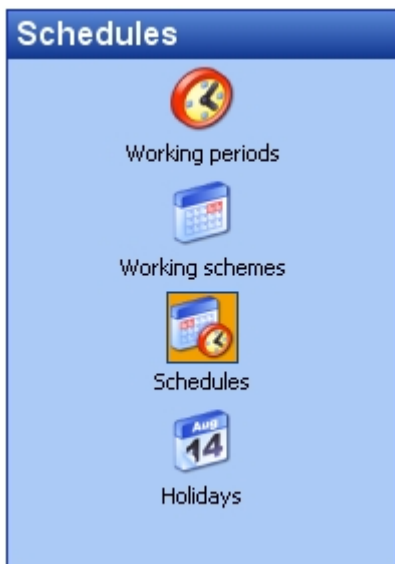 Schedules
Working periods
Working schemes
Schedules
Aug
14
Holidays